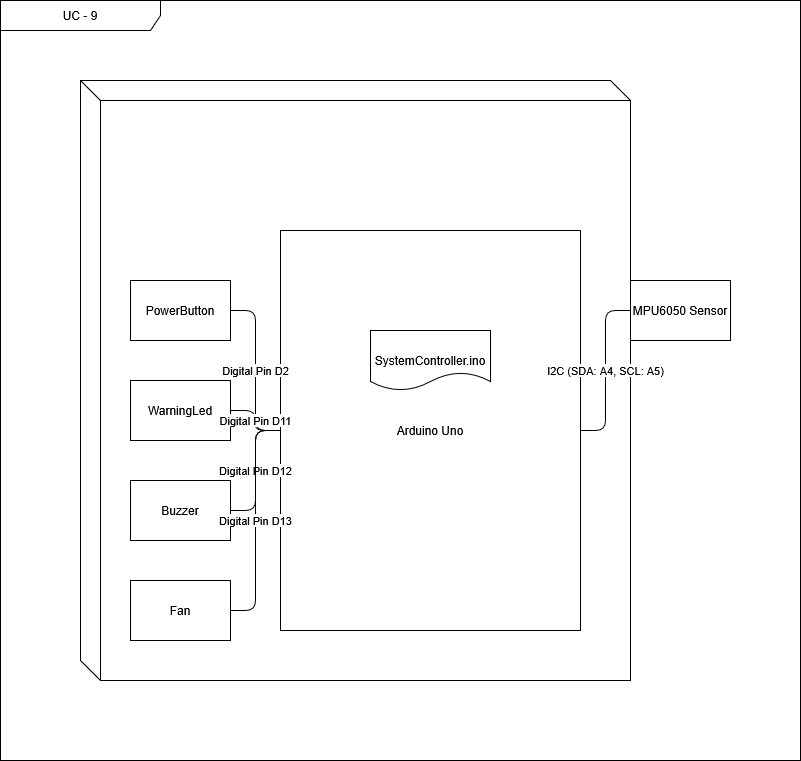 UC - 9
PowerButton
MPU6050 Sensor
SystemController.ino
Digital Pin D2
I2C (SDA: A4, SCL: A5)
WarningLed
Digital Pin D11
Arduino Uno
Digital Pin D12
Buzzer
Digital Pin D13
Fan